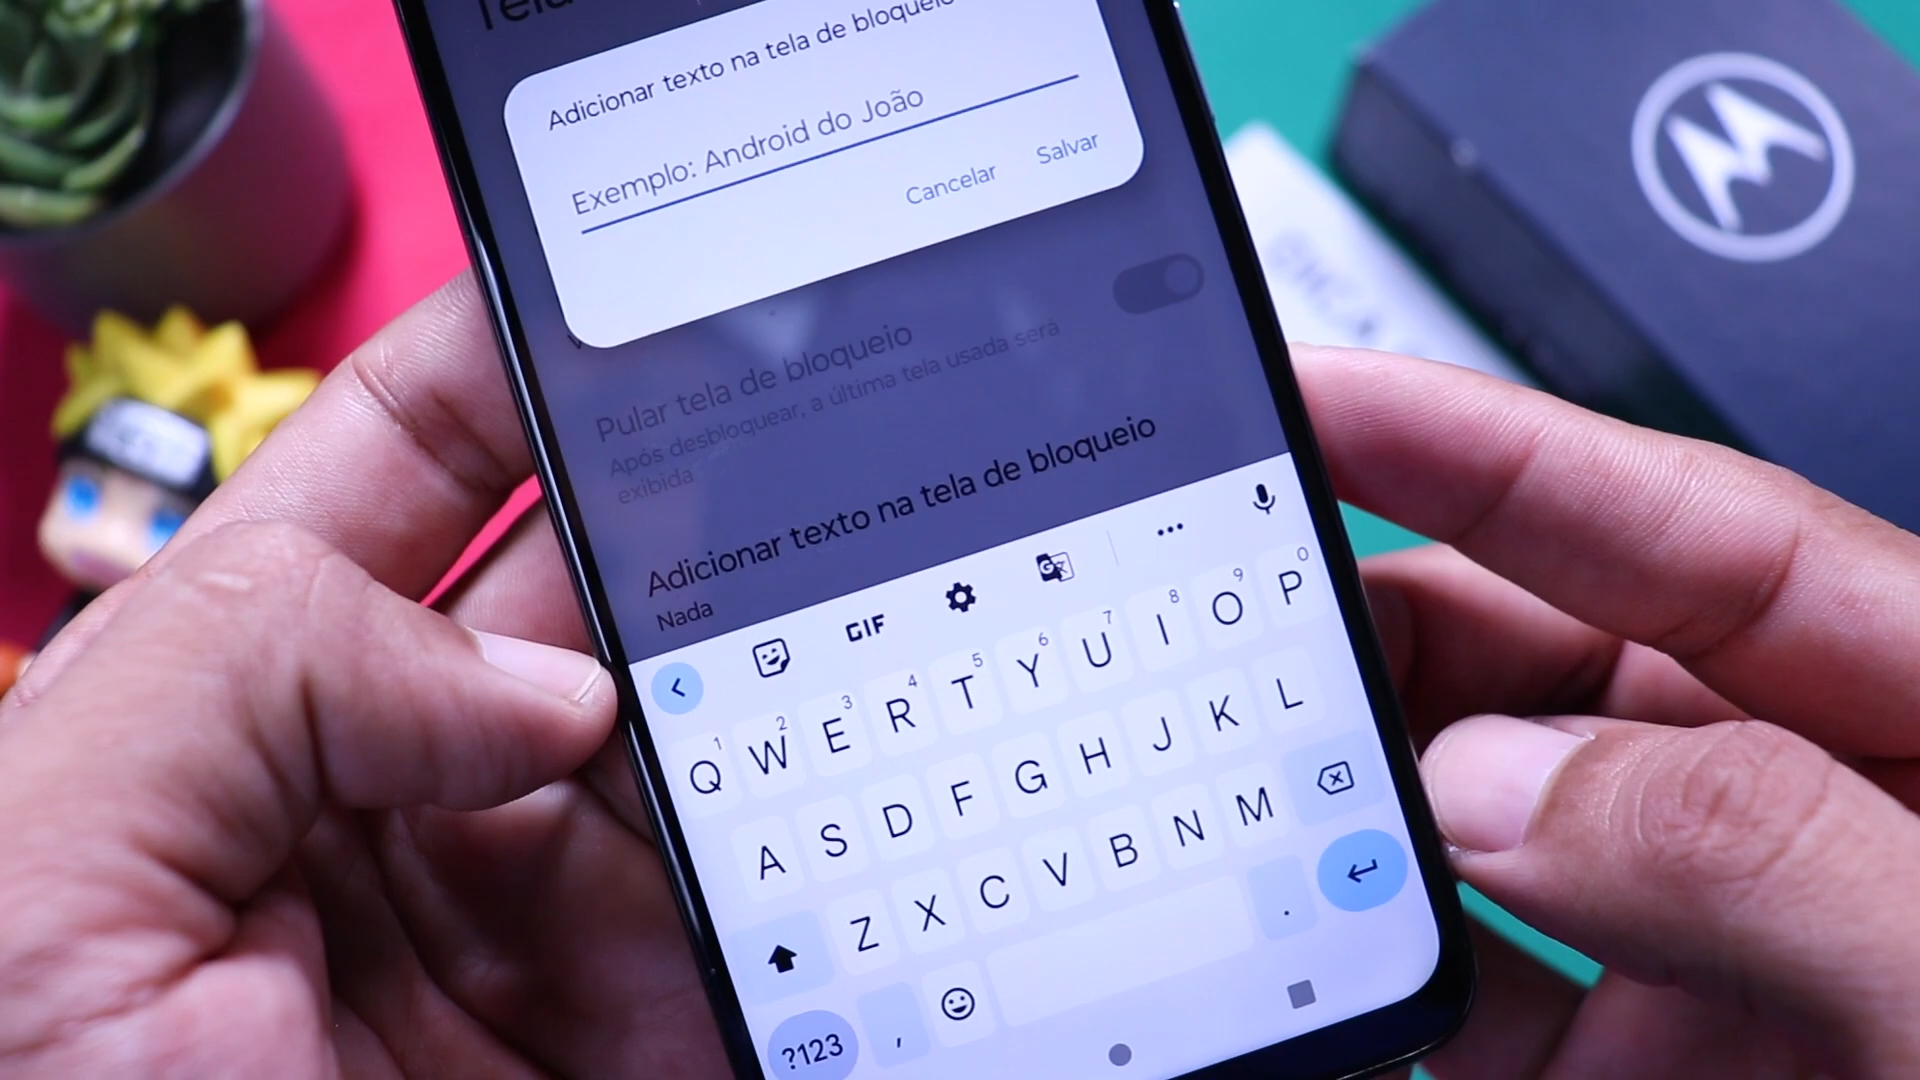 Tela
Adicionar texto na tela de bloqueio
Exemplo: Android do João
Cancelar
Salvar
Pular tela de bloqueio
Após desbloquear, a última tela usada será
exibida
Adicionar texto na tela de bloqueio
Nada
GIF
1 2 3 4 5 6 7 8 9 0
Q W E R T Y U I O P
A S D F G H J K L
Z X C V B N M
?123 , .